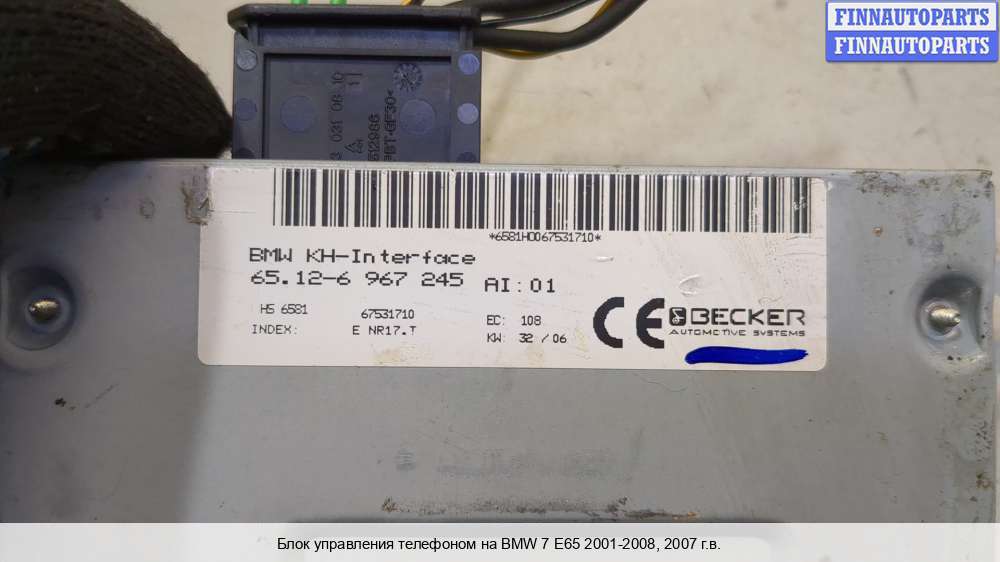 FINNAUTOPARTS
FINNAUTOPARTS
*6581H0067531710*
BMW KH-Interface
65.12-6 967 245 AI:01
HS 6581 67531710
INDEX: E NR17.T
EC: 108
KW: 32 / 06
CE
BECKER
AUTOMOTIVE SYSTEMS
Блок управления телефоном на BMW 7 E65 2001-2008, 2007 г.в.